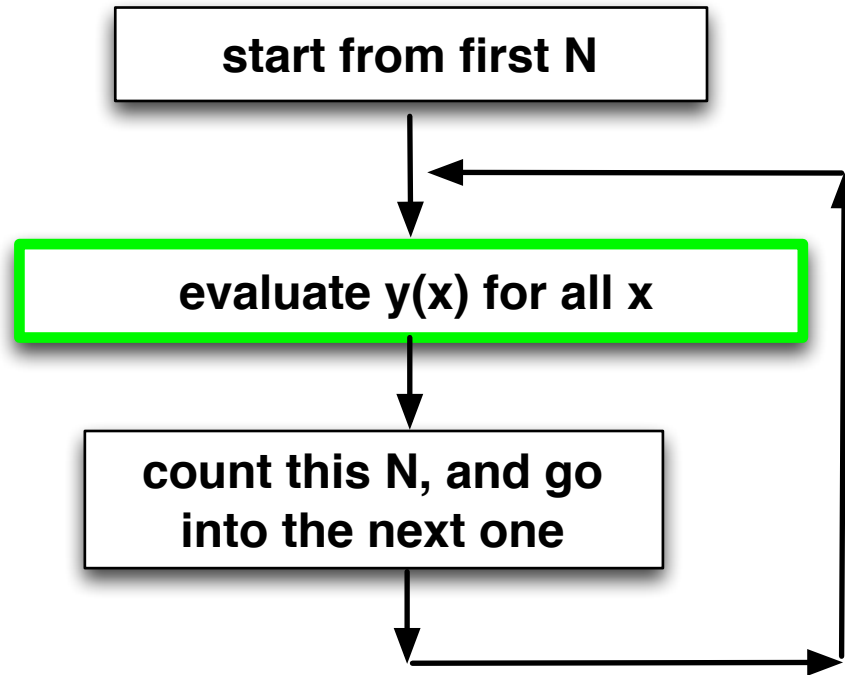 start from first N
evaluate y(x) for all x
count this N, and go
into the next one